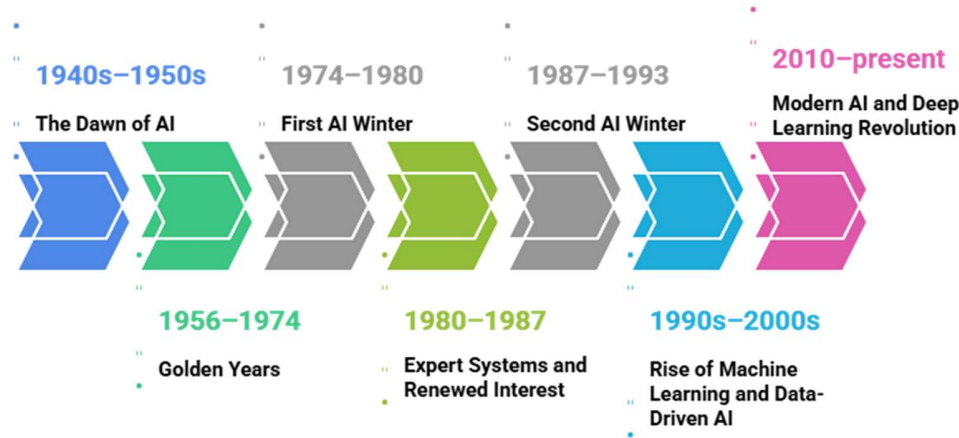 1940s–1950s
The Dawn of AI
1956–1974
Golden Years
1974–1980
First AI Winter
1980–1987
Expert Systems and
Renewed Interest
1987–1993
Second AI Winter
1990s–2000s
Rise of Machine
Learning and Data-
Driven AI
2010–present
Modern AI and Deep
Learning Revolution